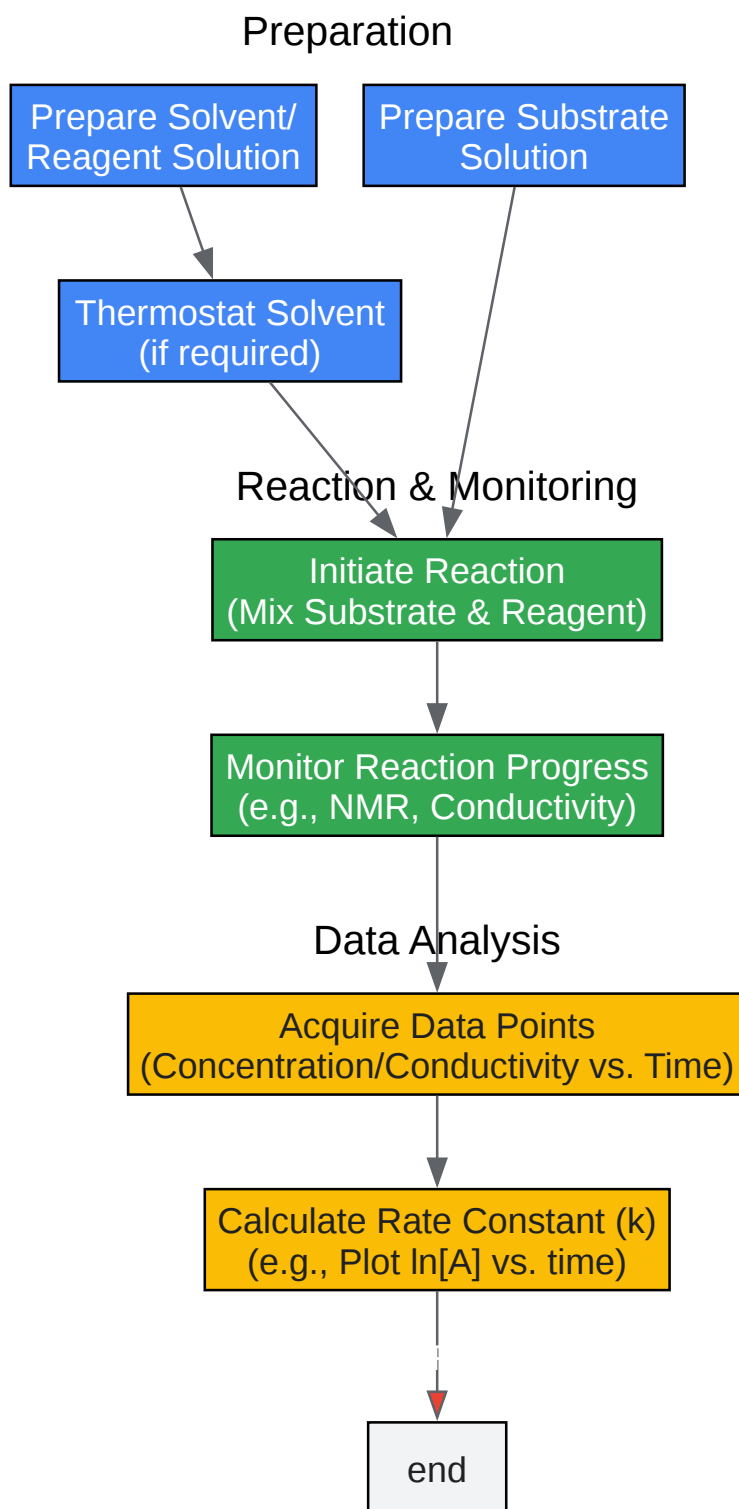 Preparation
Prepare Solvent/
Reagent Solution
Prepare Substrate
Solution
Thermostat Solvent
(if required)
Reaction & Monitoring
Initiate Reaction
(Mix Substrate & Reagent)
Monitor Reaction Progress
(e.g., NMR, Conductivity)
Data Analysis
Acquire Data Points
(Concentration/Conductivity vs. Time)
Calculate Rate Constant (k)
(e.g., Plot ln[A] vs. time)
end